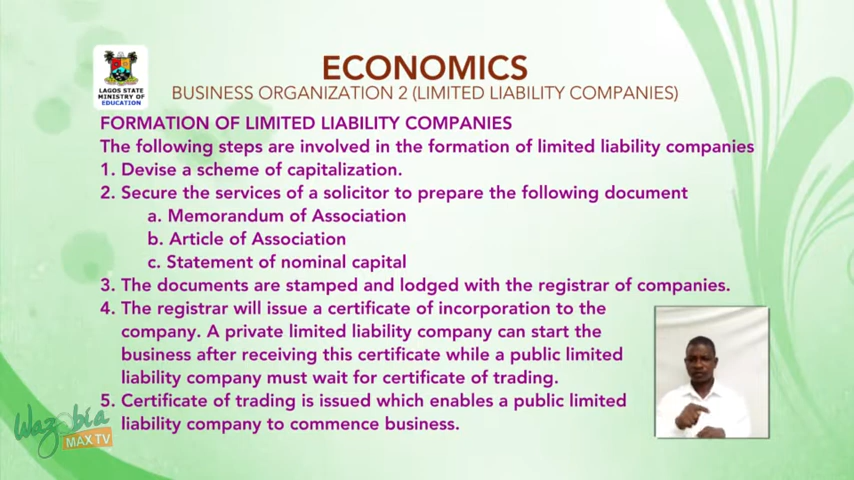 ECONOMICS
BUSINESS ORGANIZATION 2 (LIMITED LIABILITY COMPANIES)
LAGOS STATE
MINISTRY OF
EDUCATION
FORMATION OF LIMITED LIABILITY COMPANIES
The following steps are involved in the formation of limited liability companies
1. Devise a scheme of capitalization.
2. Secure the services of a solicitor to prepare the following document
a. Memorandum of Association
b. Article of Association
c. Statement of nominal capital
3. The documents are stamped and lodged with the registrar of companies.
4. The registrar will issue a certificate of incorporation to the
company. A private limited liability company can start the
business after receiving this certificate while a public limited
liability company must wait for certificate of trading.
5. Certificate of trading is issued which enables a public limited
liability company to commence business.
Wazobia
MAX TV